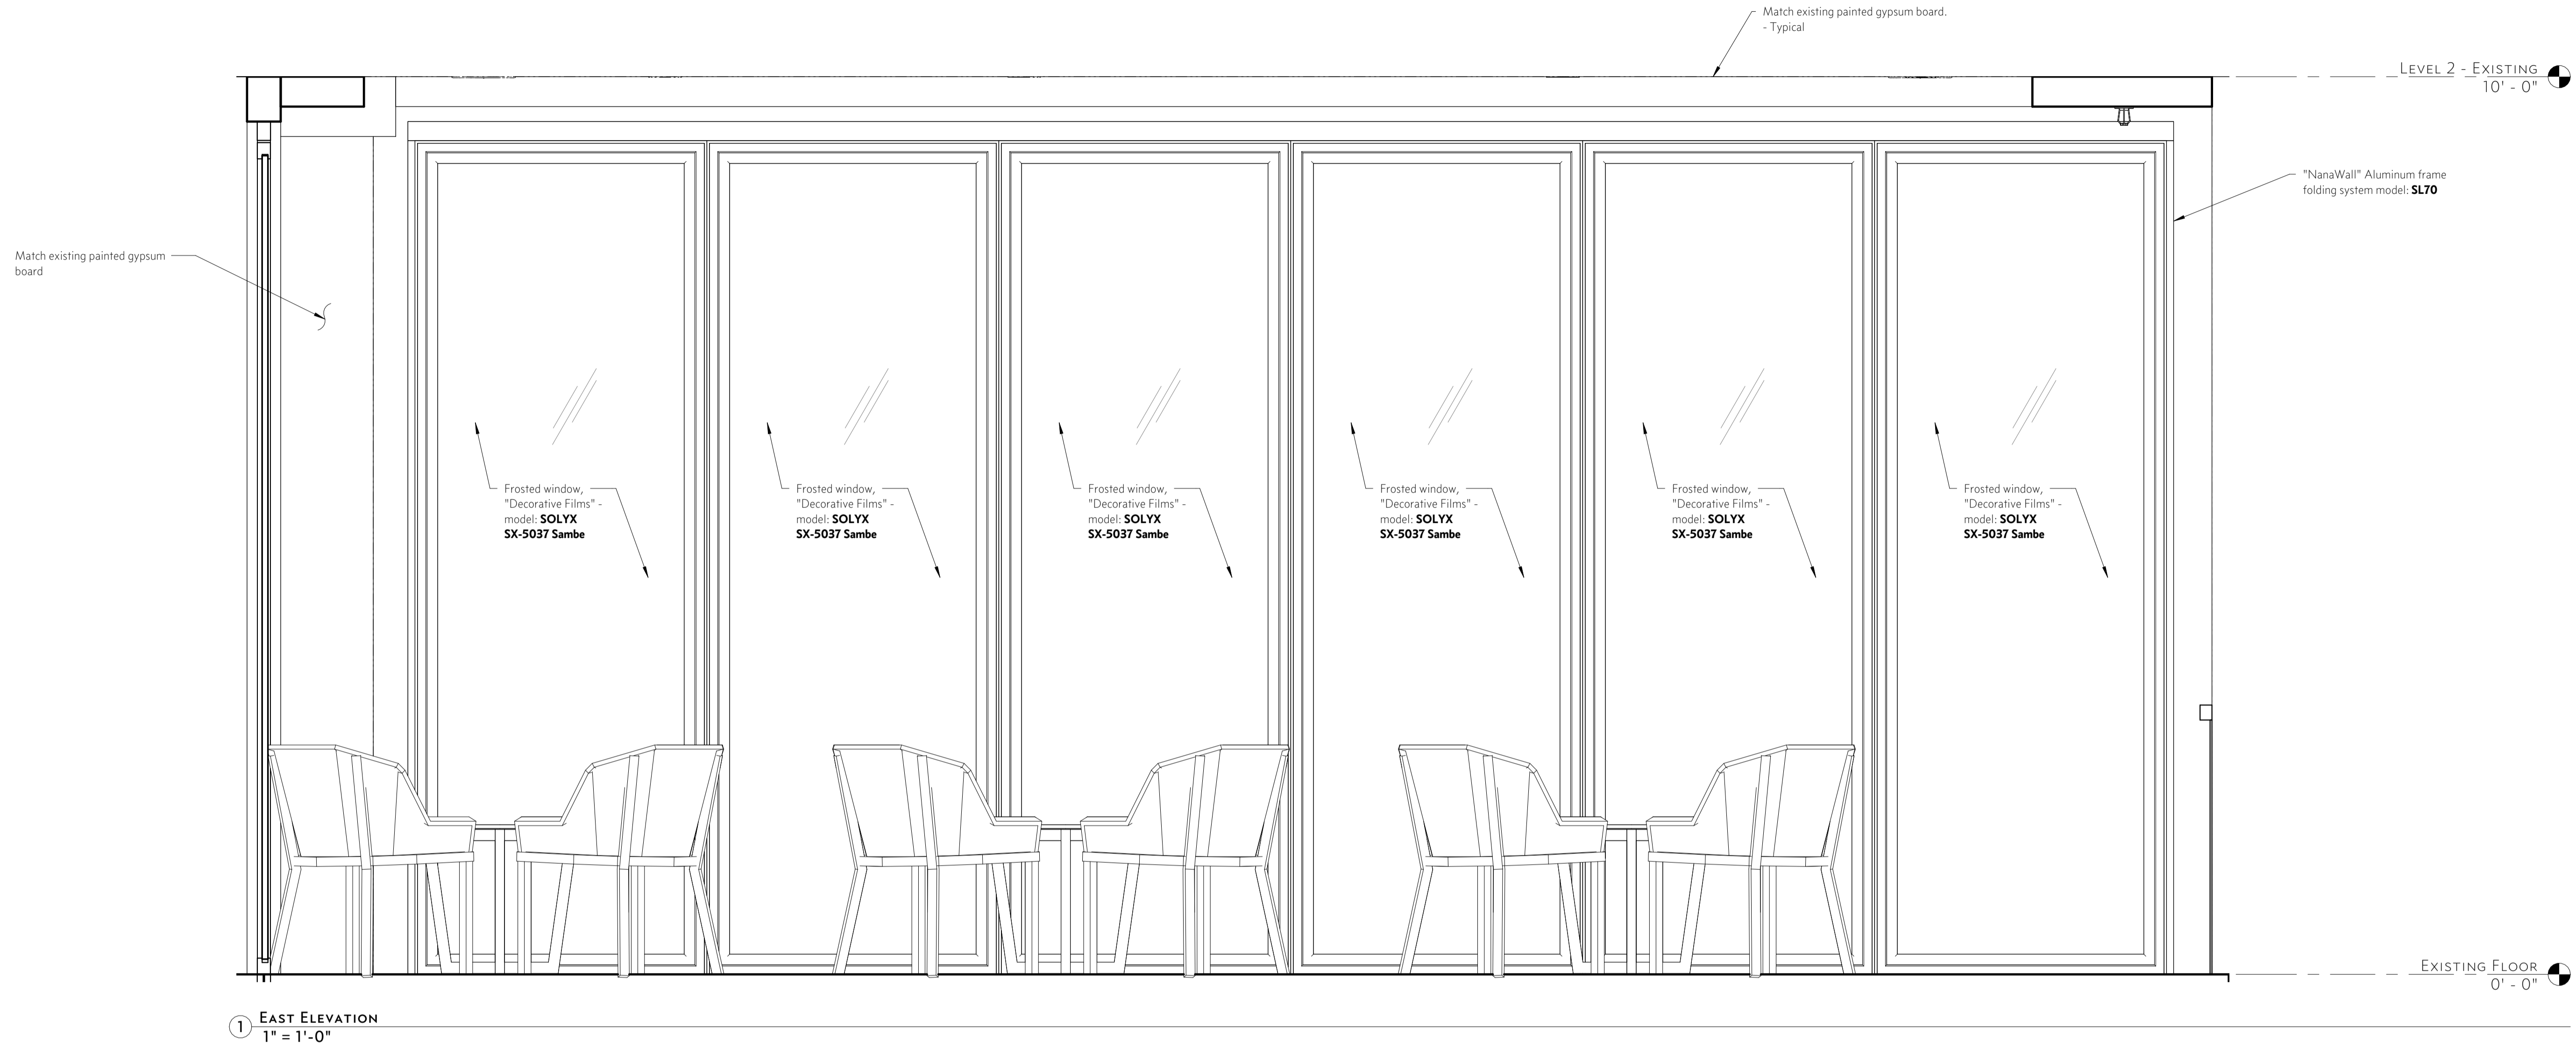 Match existing painted gypsum board.
- Typical
Level 2 - Existing
10' - 0"
"NanaWall" Aluminum frame
folding system model: SL70
Match existing painted gypsum
board
Frosted window,
"Decorative Films" -
model: SOLYX
SX-5037 Sambe
Frosted window,
"Decorative Films" -
model: SOLYX
SX-5037 Sambe
Frosted window,
"Decorative Films" -
model: SOLYX
SX-5037 Sambe
Frosted window,
"Decorative Films" -
model: SOLYX
SX-5037 Sambe
Frosted window,
"Decorative Films" -
model: SOLYX
SX-5037 Sambe
Frosted window,
"Decorative Films" -
model: SOLYX
SX-5037 Sambe
Existing Floor
0' - 0"
1 East Elevation
1" = 1'-0"